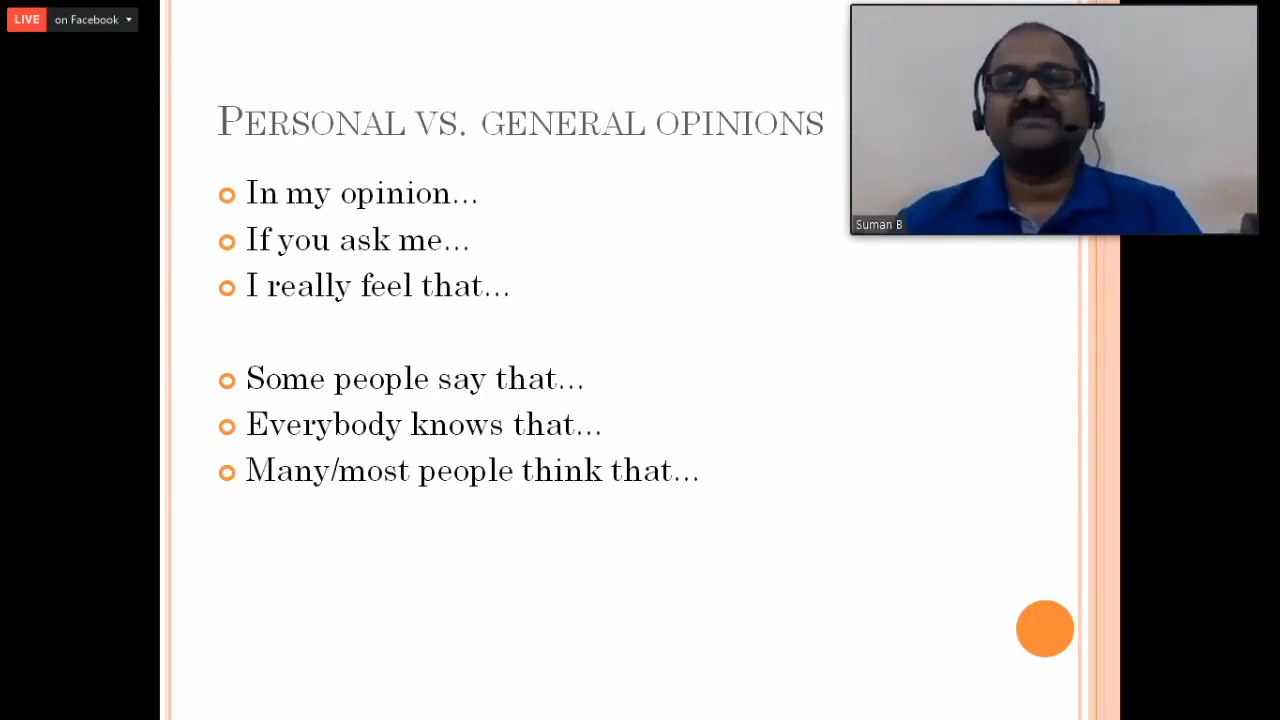 LIVE on Facebook
PERSONAL VS. GENERAL OPINIONS
In my opinion...
If you ask me...
I really feel that...
Some people say that...
Everybody knows that...
Many/most people think that...
Suman B